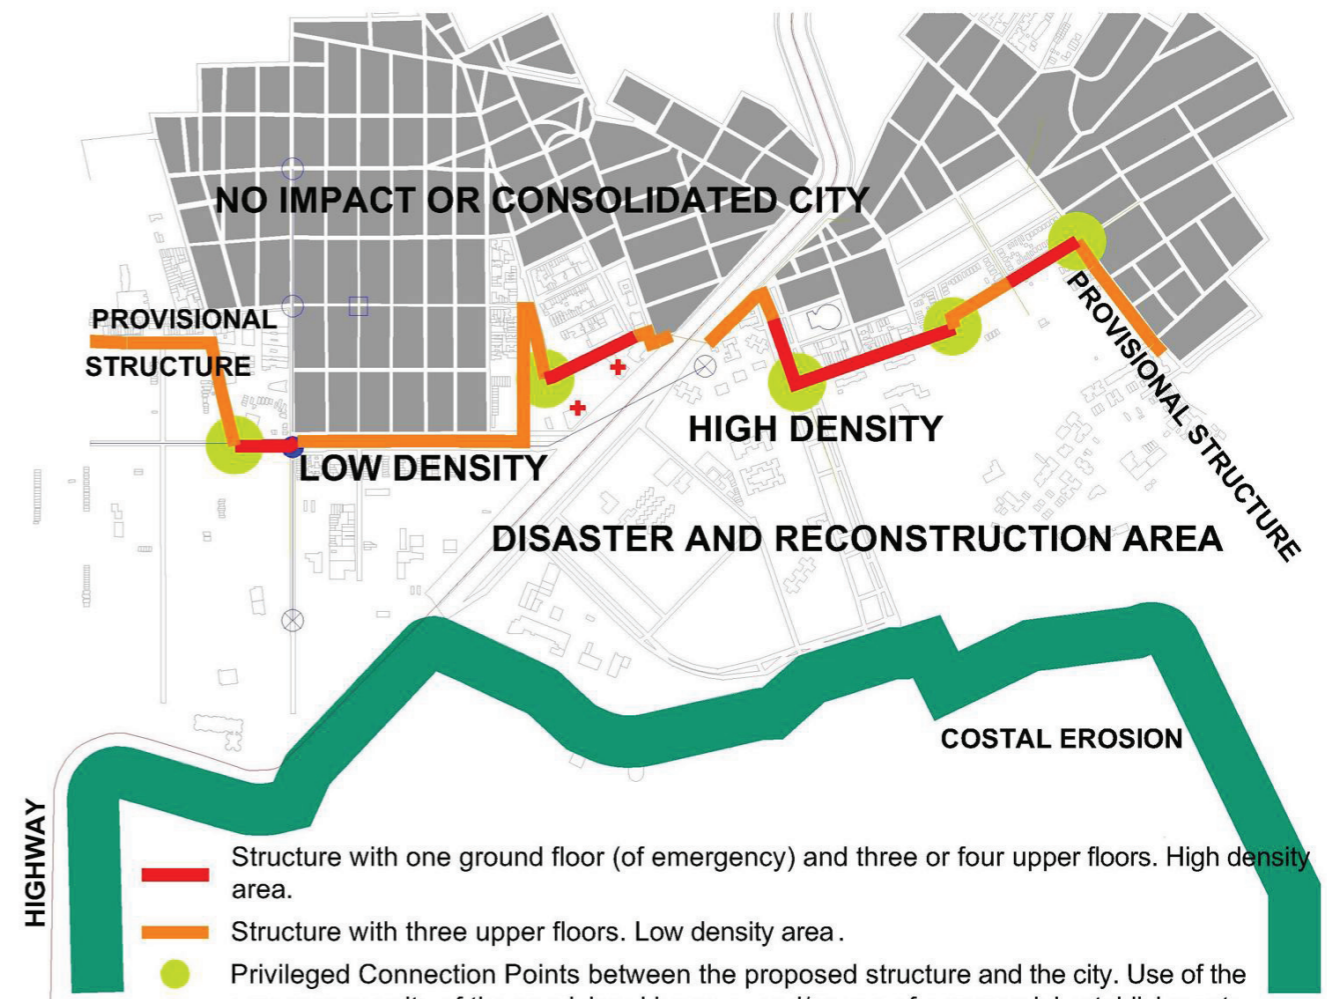 NO IMPACT OR CONSOLIDATED CITY
PROVISIONAL
STRUCTURE
PROVISIONAL STRUCTURE
HIGH DENSITY
LOW DENSITY
DISASTER AND RECONSTRUCTION AREA
COSTAL EROSION
HIGHWAY
Structure with one ground floor (of emergency) and three or four upper floors. High density
area.
Structure with three upper floors. Low density area.
Privileged Connection Points between the proposed structure and the city. Use of the